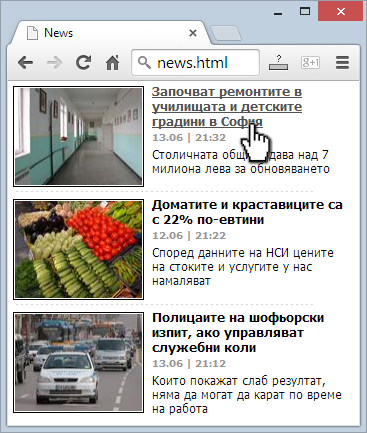 News
news.html
g+1
Започват ремонтите в
училищата и детските
градини в София
13.06 | 21:32
Столичната общ дава над 7
милиона лева за обновяването
Доматите и краставиците са
с 22% по-евтини
12.06 | 21:22
Според данните на НСИ цените
на стоките и услугите у нас
намаляват
Полицаите на шофьорски
изпит, ако управляват
служебни коли
13.06 | 21:12
Които покажат слаб резултат,
няма да могат да карат по време
на работа